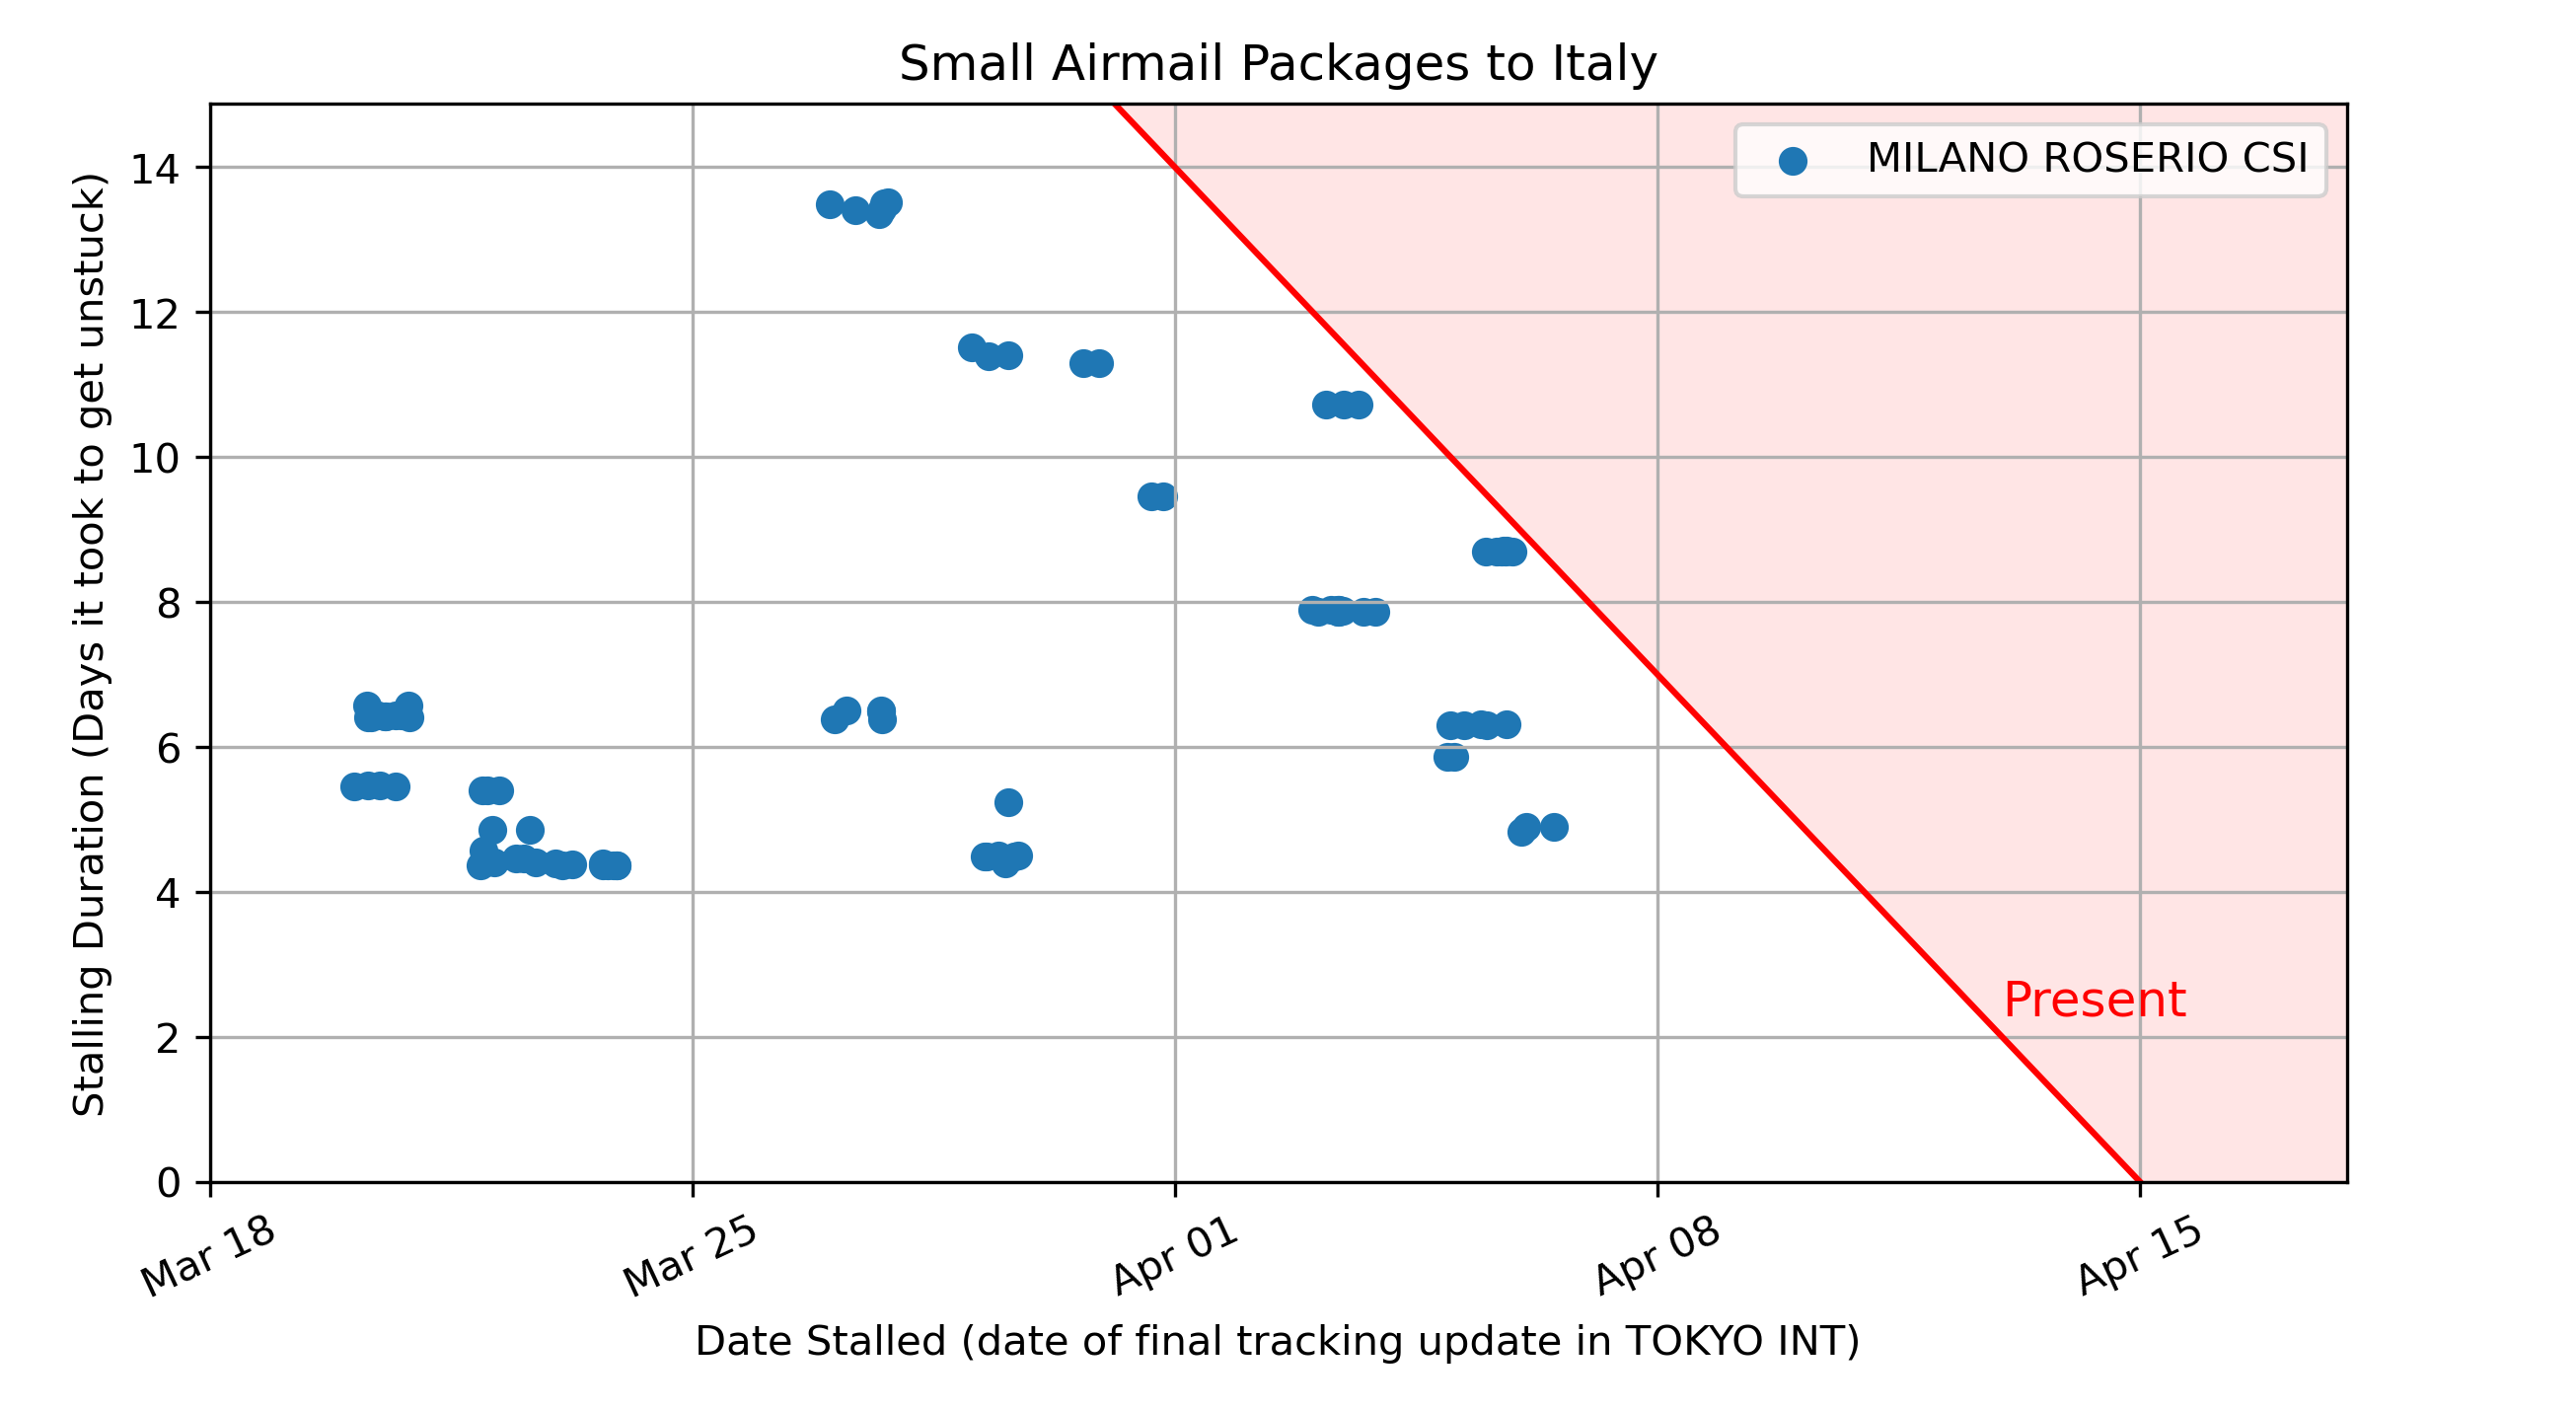 Small Airmail Packages to Italy
MILANO ROSERIO CSI
Stalling Duration (Days it took to get unstuck)
14
12
10
8
6
4
2
0
Present
Mar 18
Mar 25
Apr 01
Apr 08
Apr 15
Date Stalled (date of final tracking update in TOKYO INT)